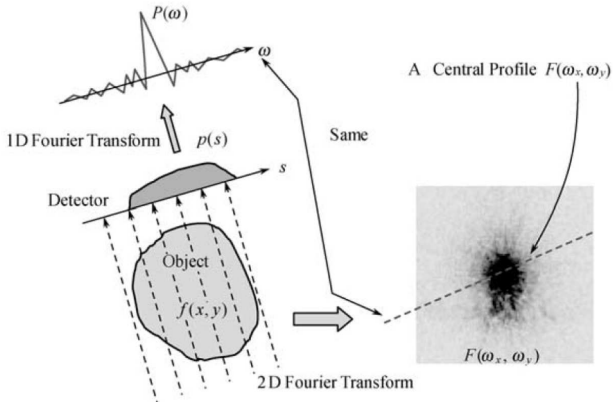 P(ω)
ω
A Central Profile F(ωx, ωy)
1D Fourier Transform
p(s)
Same
s
Detector
Object
f(x, y)
F(ωx, ωy)
2D Fourier Transform